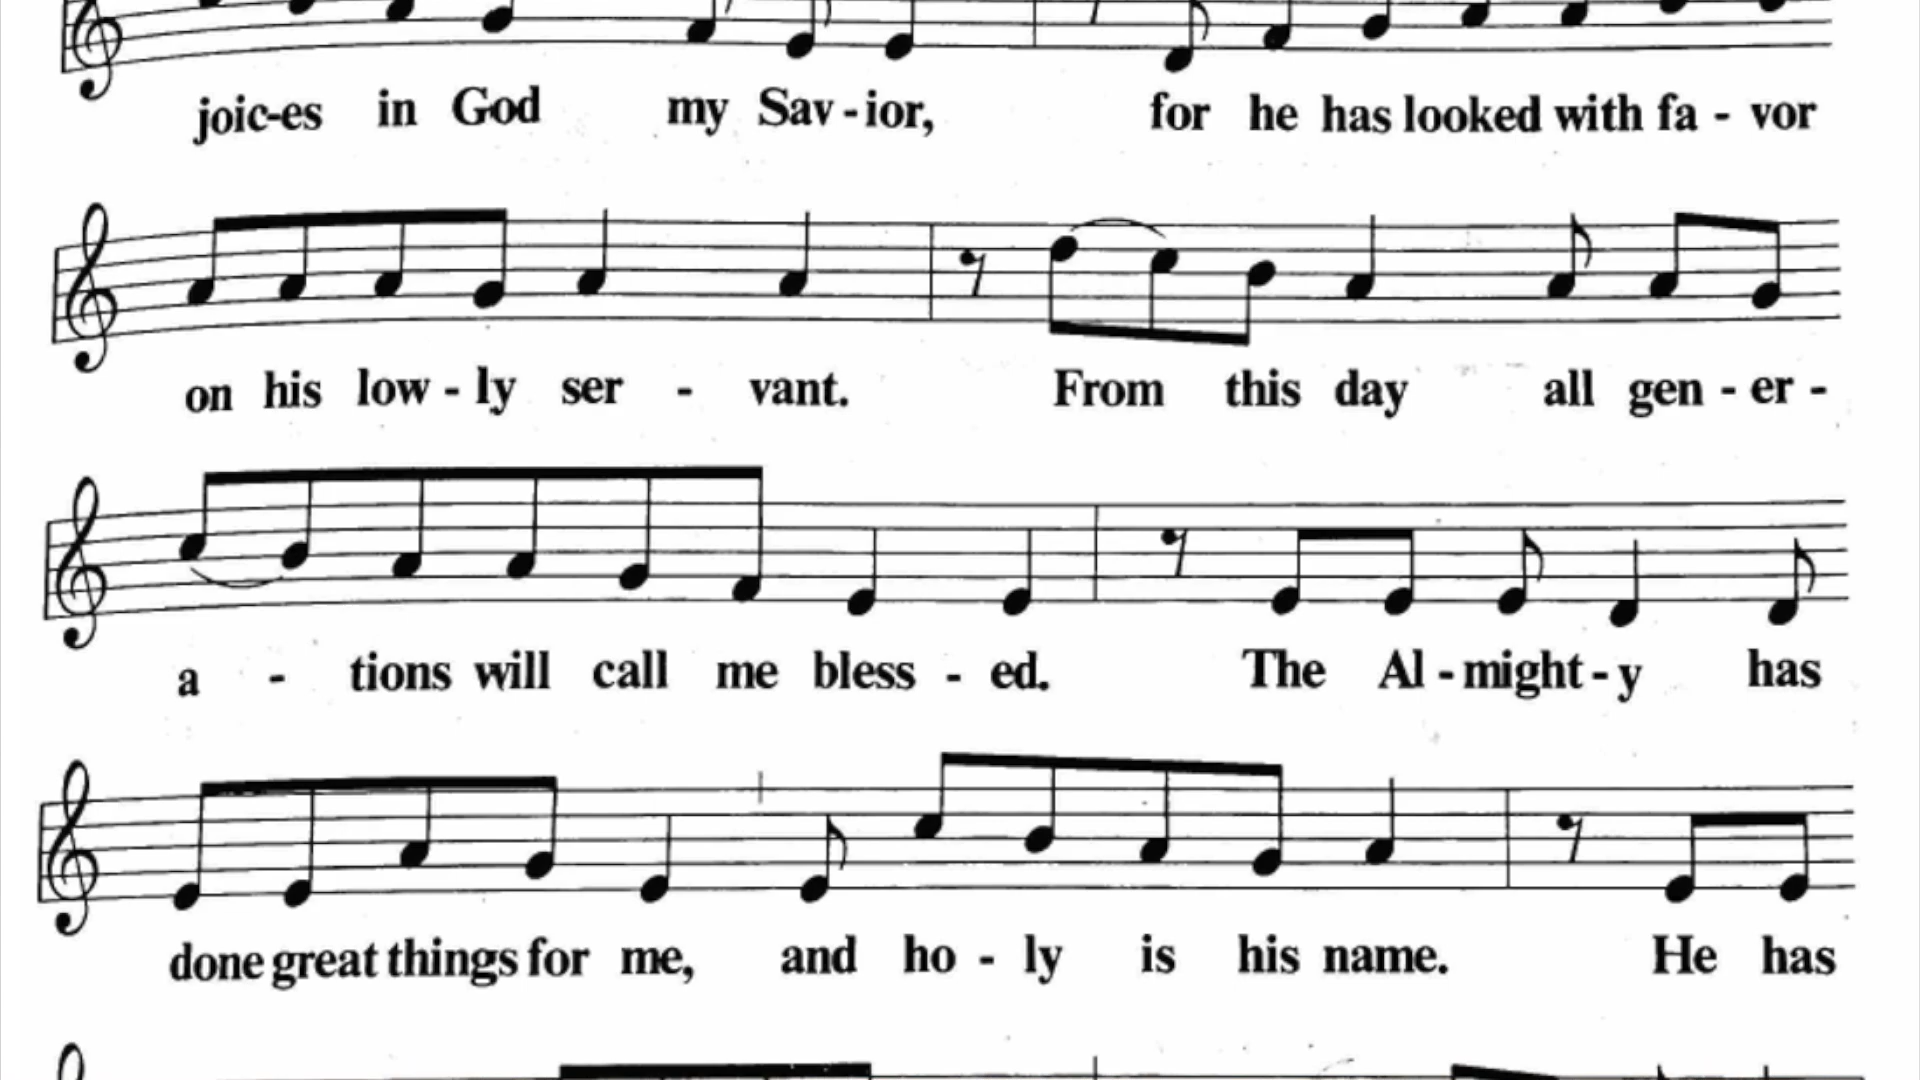 joic-es in God my Sav-ior, for he has looked with fa - vor
on his low - ly ser - vant. From this day all gen - er -
a - tions will call me bless - ed. The Al - might - y has
done great things for me, and ho - ly is his name. He has